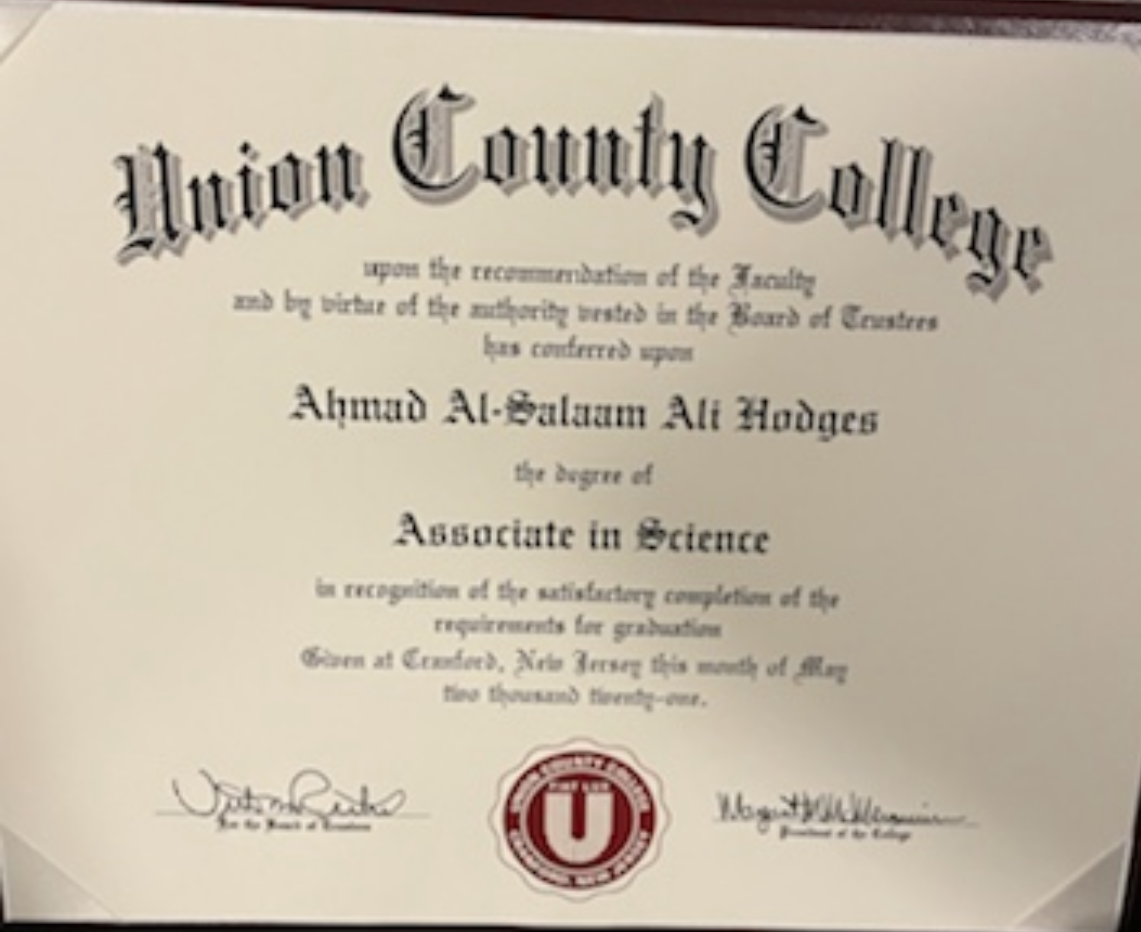 Union County College
upon the recommendation of the Faculty
and by virtue of the authority vested in the Board of Trustees
has conferred upon
Ahmad Al-Salaam Ali Hodges
the degree of
Associate in Science
in recognition of the satisfactory completion of the
requirements for graduation
Given at Cranford, New Jersey this month of May
two thousand twenty-one.
For the Board of Trustees
UNION COUNTY COLLEGE
FIAT LUX
U
CRANFORD, NEW JERSEY
President of the College